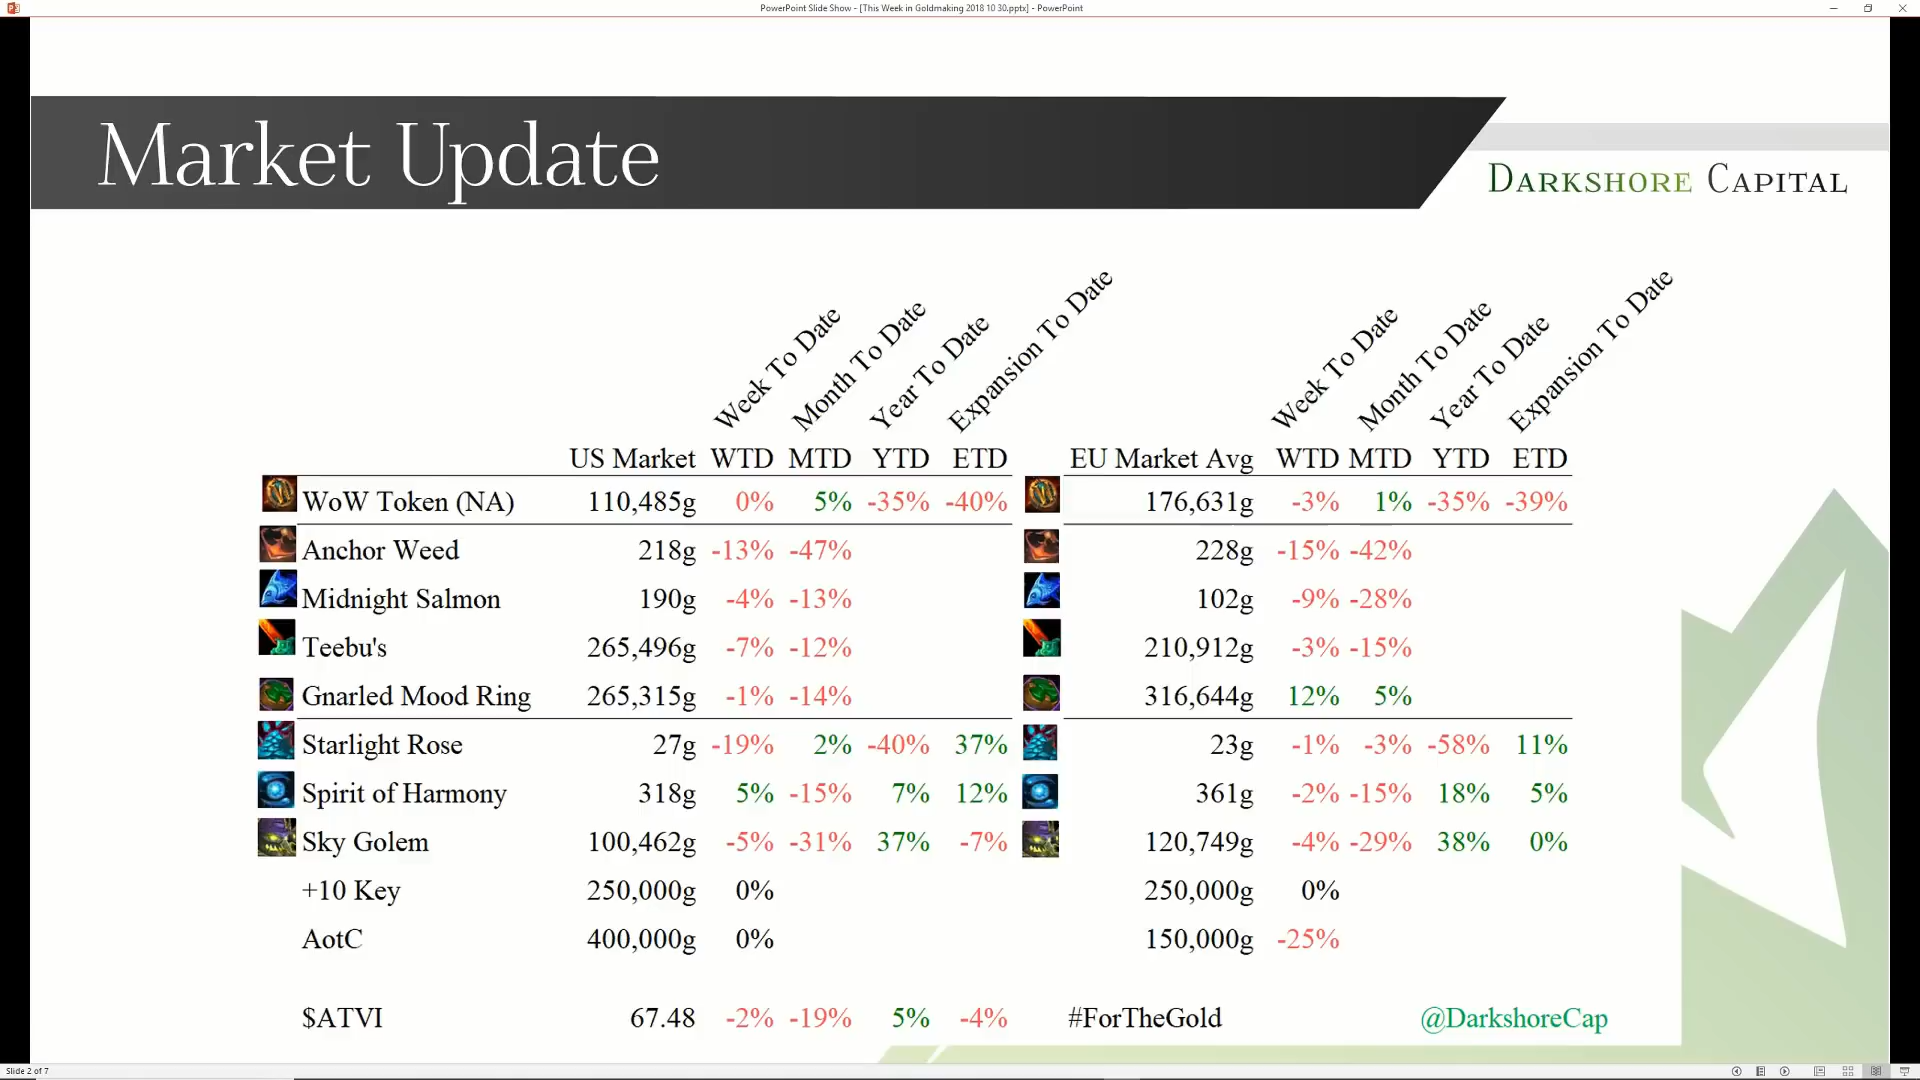 PowerPoint Slide Show - [This Week in Goldmaking 2018 10 30.pptx] - PowerPoint
Market Update
DARKSHORE CAPITAL
Week To Date Month To Date Year To Date Expansion To Date Week To Date Month To Date Year To Date Expansion To Date
US Market WTD MTD YTD ETD EU Market Avg WTD MTD YTD ETD
WoW Token (NA) 110,485g 0% 5% -35% -40% 176,631g -3% 1% -35% -39%
Anchor Weed 218g -13% -47% 228g -15% -42%
Midnight Salmon 190g -4% -13% 102g -9% -28%
Teebu's 265,496g -7% -12% 210,912g -3% -15%
Gnarled Mood Ring 265,315g -1% -14% 316,644g 12% 5%
Starlight Rose 27g -19% 2% -40% 37% 23g -1% -3% -58% 11%
Spirit of Harmony 318g 5% -15% 7% 12% 361g -2% -15% 18% 5%
Sky Golem 100,462g -5% -31% 37% -7% 120,749g -4% -29% 38% 0%
+10 Key 250,000g 0% 250,000g 0%
AotC 400,000g 0% 150,000g -25%
$ATVI 67.48 -2% -19% 5% -4% #ForTheGold @DarkshoreCap
Slide 2 of 7